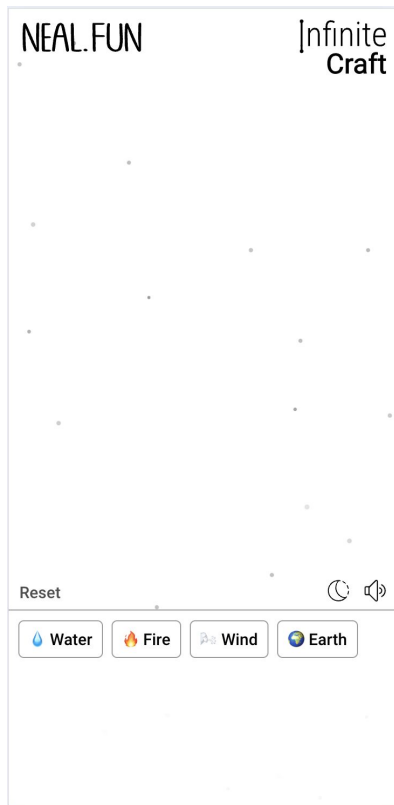 NEAL.FUN
Infinite
Craft
Reset
Water Fire Wind Earth